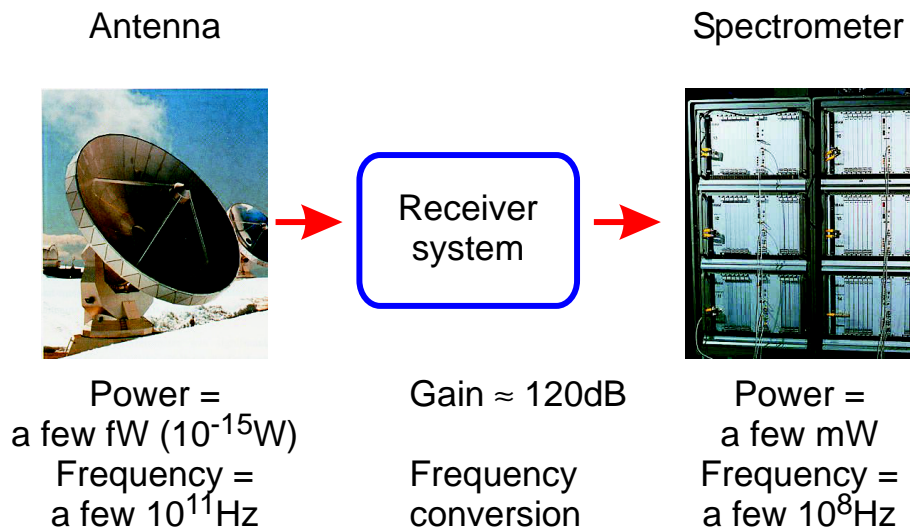 Antenna
Spectrometer
Receiver
system
Power =
a few fW (10⁻¹⁵W)
Frequency =
a few 10¹¹Hz
Gain ≈ 120dB
Frequency
conversion
Power =
a few mW
Frequency =
a few 10⁸Hz